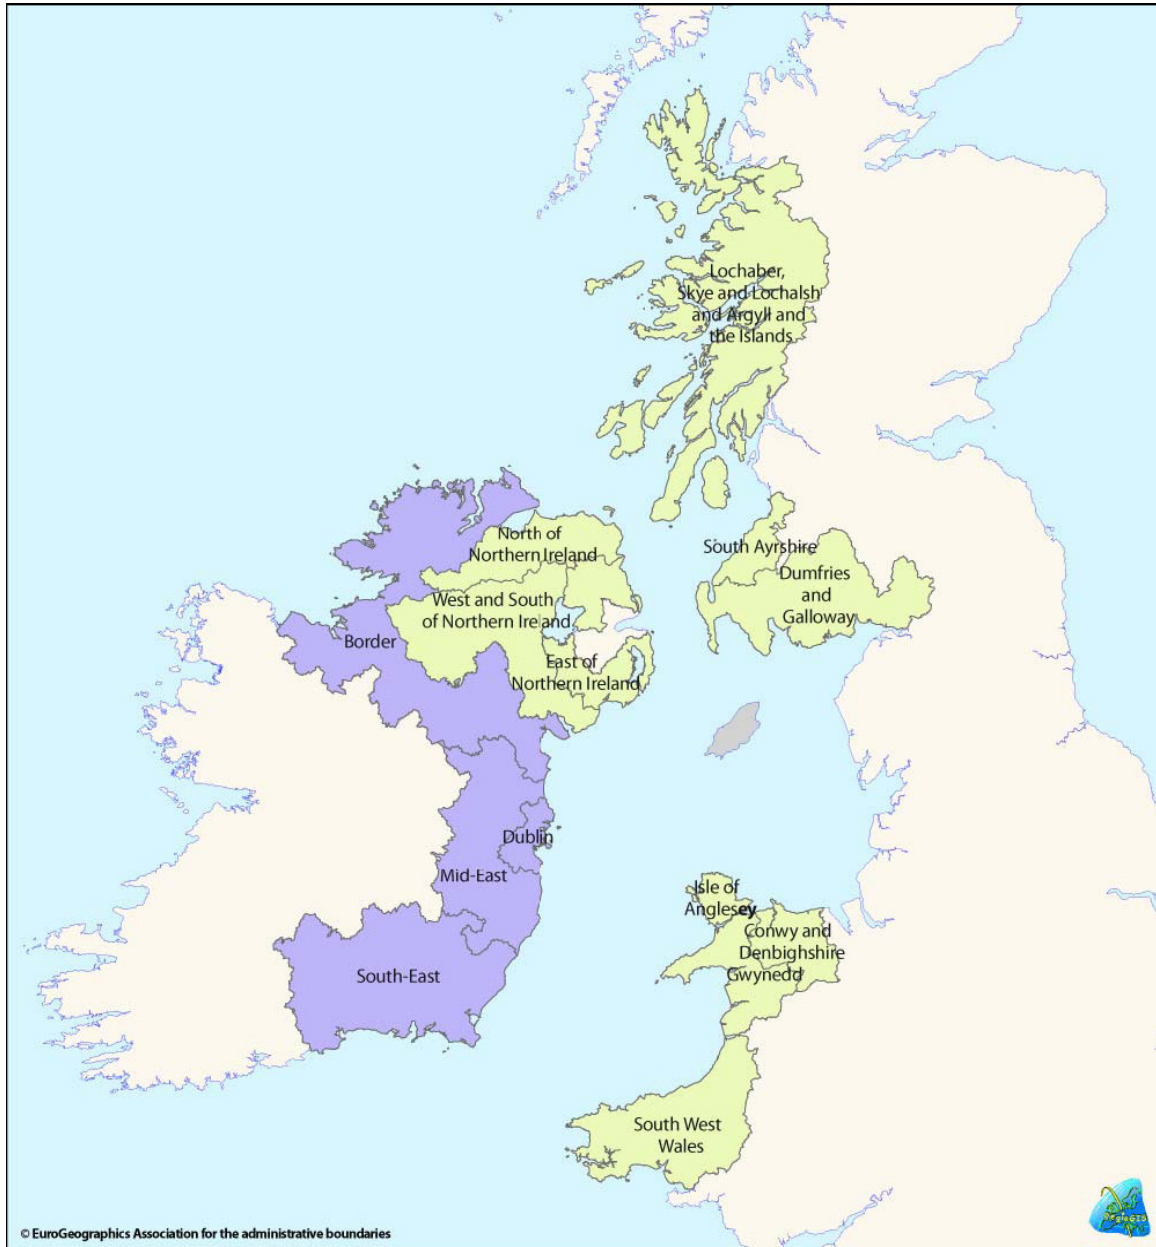 Lochaber,
Skye and Lochalsh
and Argyll and
the Islands
North of
Northern Ireland
South Ayrshire
Dumfries
and
Galloway
West and South
of Northern Ireland
Border
East of
Northern Ireland
Dublin
Mid-East
Isle of
Anglesey
Conwy and
Denbighshire
Gwynedd
South-East
South West
Wales
© EuroGeographics Association for the administrative boundaries